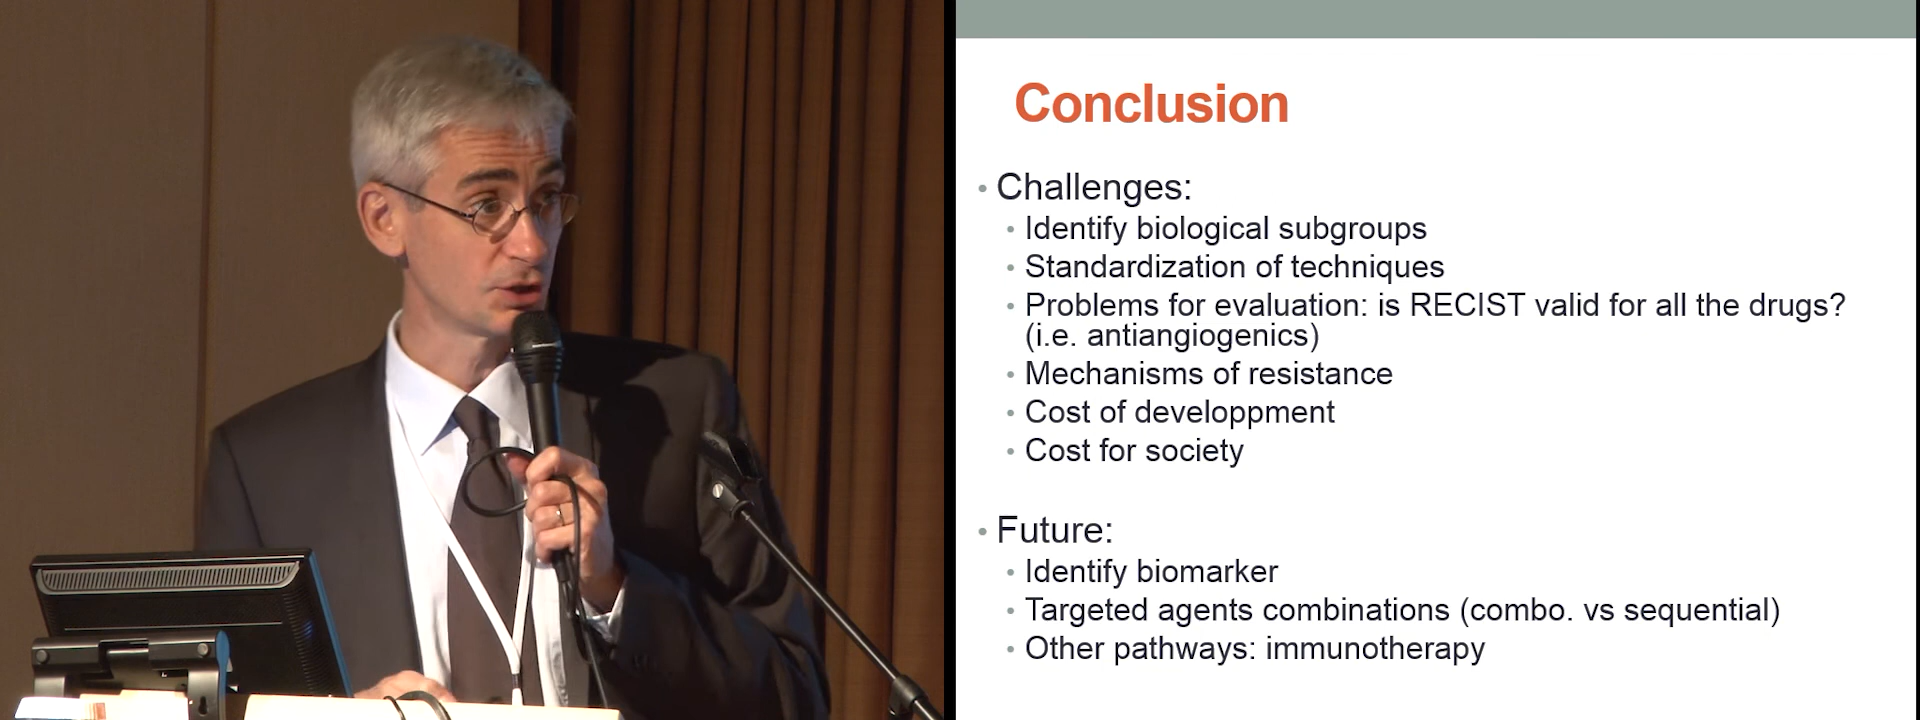 Conclusion
• Challenges:
• Identify biological subgroups
• Standardization of techniques
• Problems for evaluation: is RECIST valid for all the drugs?
(i.e. antiangiogenics)
• Mechanisms of resistance
• Cost of developpment
• Cost for society
• Future:
• Identify biomarker
• Targeted agents combinations (combo. vs sequential)
• Other pathways: immunotherapy